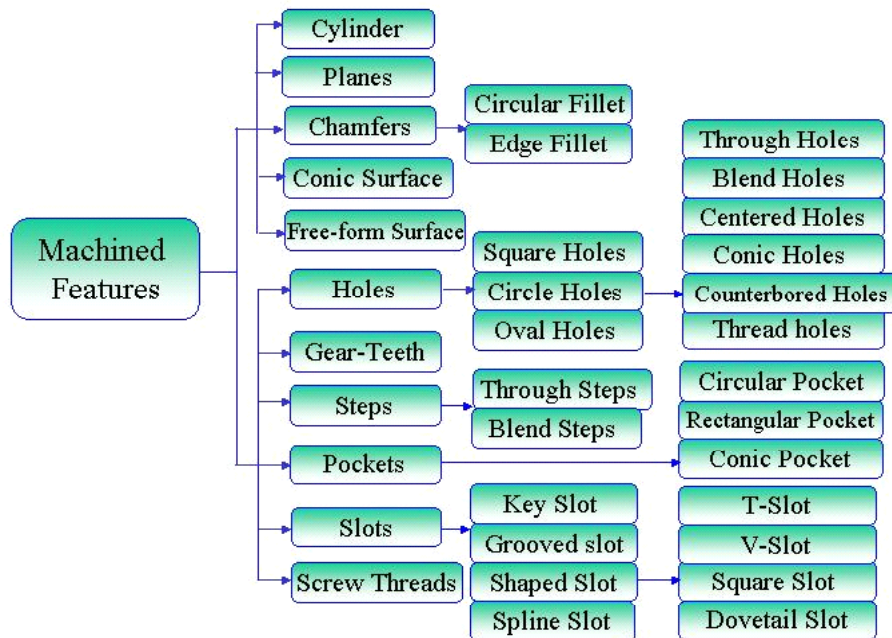 Machined
Features
Cylinder
Planes
Chamfers
Conic Surface
Free-form Surface
Holes
Gear-Teeth
Steps
Pockets
Slots
Screw Threads
Circular Fillet
Edge Fillet
Square Holes
Circle Holes
Oval Holes
Through Steps
Blend Steps
Key Slot
Grooved slot
Shaped Slot
Spline Slot
Through Holes
Blend Holes
Centered Holes
Conic Holes
Counterbored Holes
Thread holes
Circular Pocket
Rectangular Pocket
Conic Pocket
T-Slot
V-Slot
Square Slot
Dovetail Slot